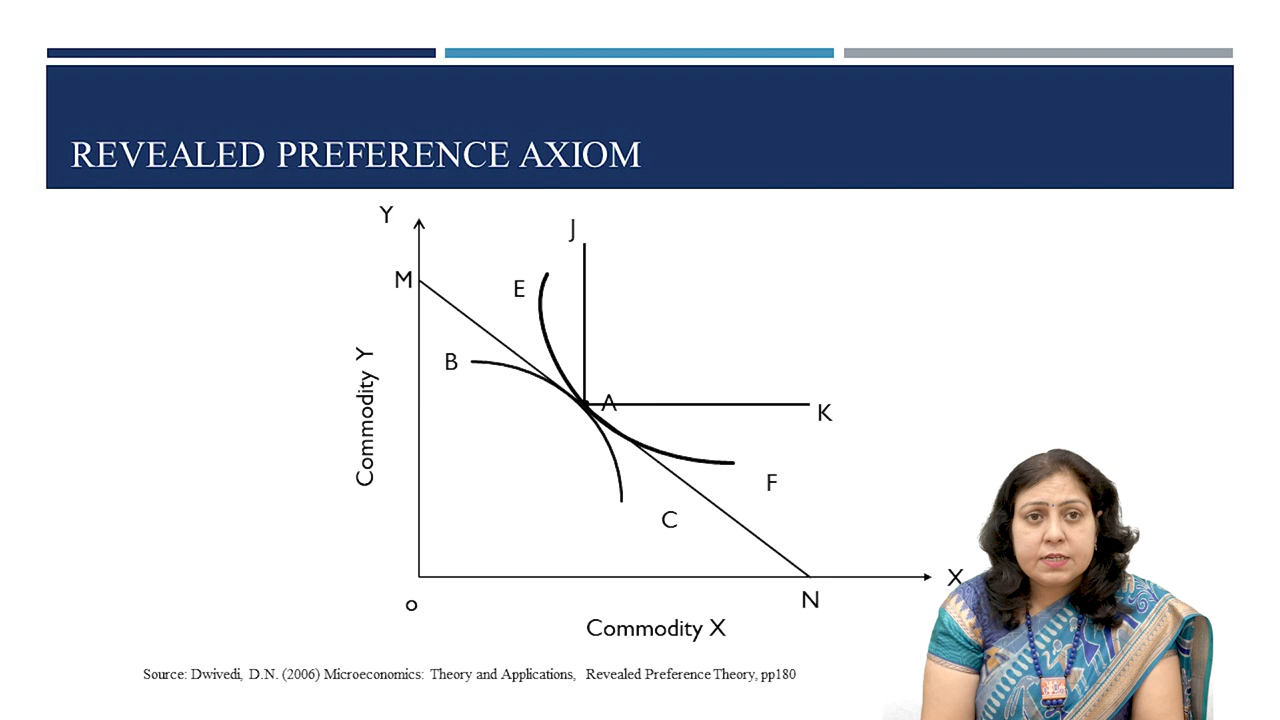 REVEALED PREFERENCE AXIOM
Y
J
M
E
B
A
K
Commodity Y
F
C
X
o
N
Commodity X
Source: Dwivedi, D.N. (2006) Microeconomics: Theory and Applications, Revealed Preference Theory, pp180